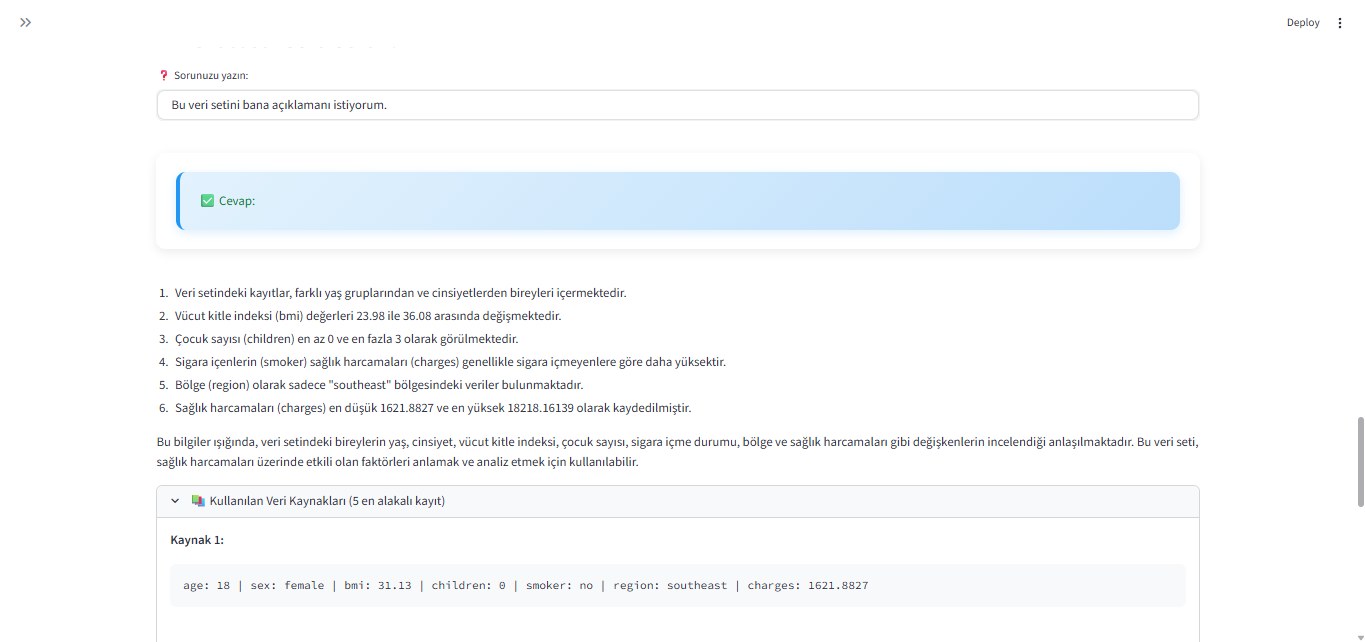 Deploy
Sorunuzu yazın:
Bu veri setini bana açıklamanı istiyorum.
Cevap:
1. Veri setindeki kayıtlar, farklı yaş gruplarından ve cinsiyetlerden bireyleri içermektedir.
2. Vücut kitle indeksi (bmi) değerleri 23.98 ile 36.08 arasında değişmektedir.
3. Çocuk sayısı (children) en az 0 ve en fazla 3 olarak görülmektedir.
4. Sigara içenlerin (smoker) sağlık harcamaları (charges) genellikle sigara içmeyenlere göre daha yüksektir.
5. Bölge (region) olarak sadece "southeast" bölgesindeki veriler bulunmaktadır.
6. Sağlık harcamaları (charges) en düşük 1621.8827 ve en yüksek 18218.16139 olarak kaydedilmiştir.
Bu bilgiler ışığında, veri setindeki bireylerin yaş, cinsiyet, vücut kitle indeksi, çocuk sayısı, sigara içme durumu, bölge ve sağlık harcamaları gibi değişkenlerin incelendiği anlaşılmaktadır. Bu veri seti,
sağlık harcamaları üzerinde etkili olan faktörleri anlamak ve analiz etmek için kullanılabilir.
Kullanılan Veri Kaynakları (5 en alakalı kayıt)
Kaynak 1:
age: 18 | sex: female | bmi: 31.13 | children: 0 | smoker: no | region: southeast | charges: 1621.8827